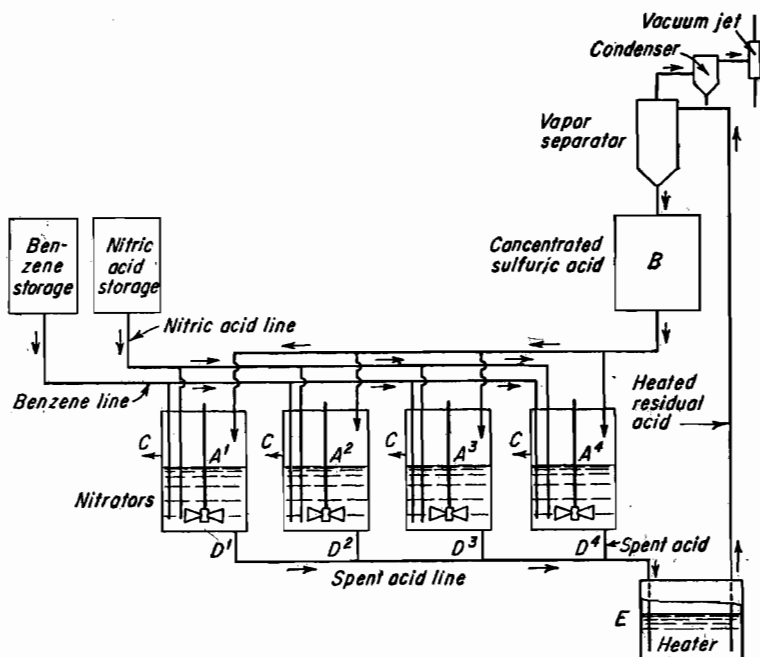 Vacuum jet
Condenser
Vapor
separator
Ben-
zene
storage
Nitric
acid
storage
Concentrated
sulfuric acid
B
Nitric acid line
Benzene line
Heated
residual
acid
C
A1
C
A2
C
A3
C
A4
Nitrators
D1
D2
D3
D4
Spent acid
Spent acid line
E
Heater